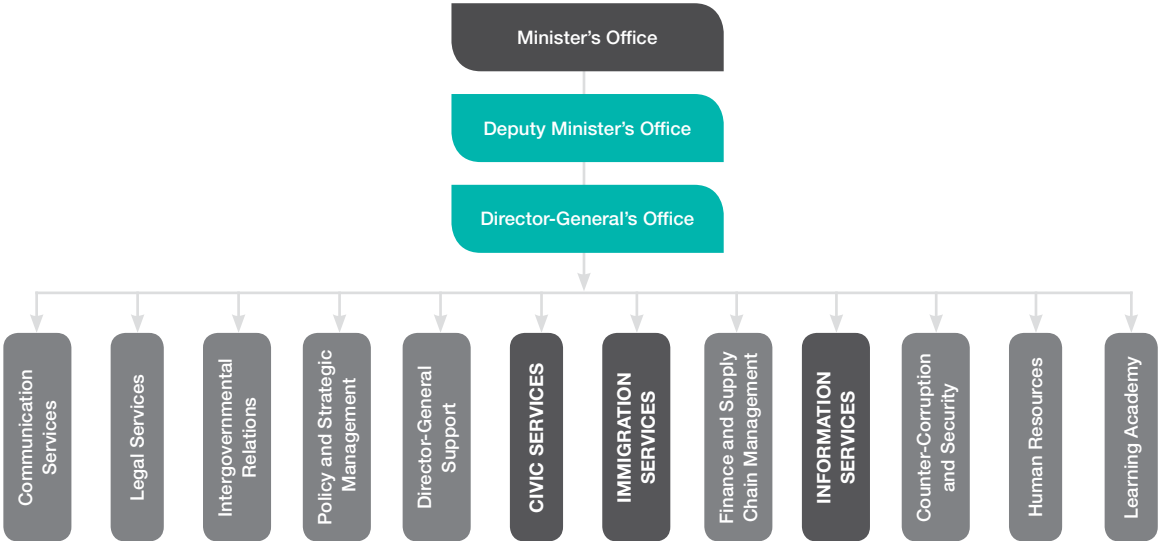 Minister’s Office
Deputy Minister’s Office
Director-General’s Office
Communication
Services
Legal Services
Intergovernmental
Relations
Policy and Strategic
Management
Director-General
Support
CIVIC SERVICES
IMMIGRATION
SERVICES
Finance and Supply
Chain Management
INFORMATION
SERVICES
Counter-Corruption
and Security
Human Resources
Learning Academy